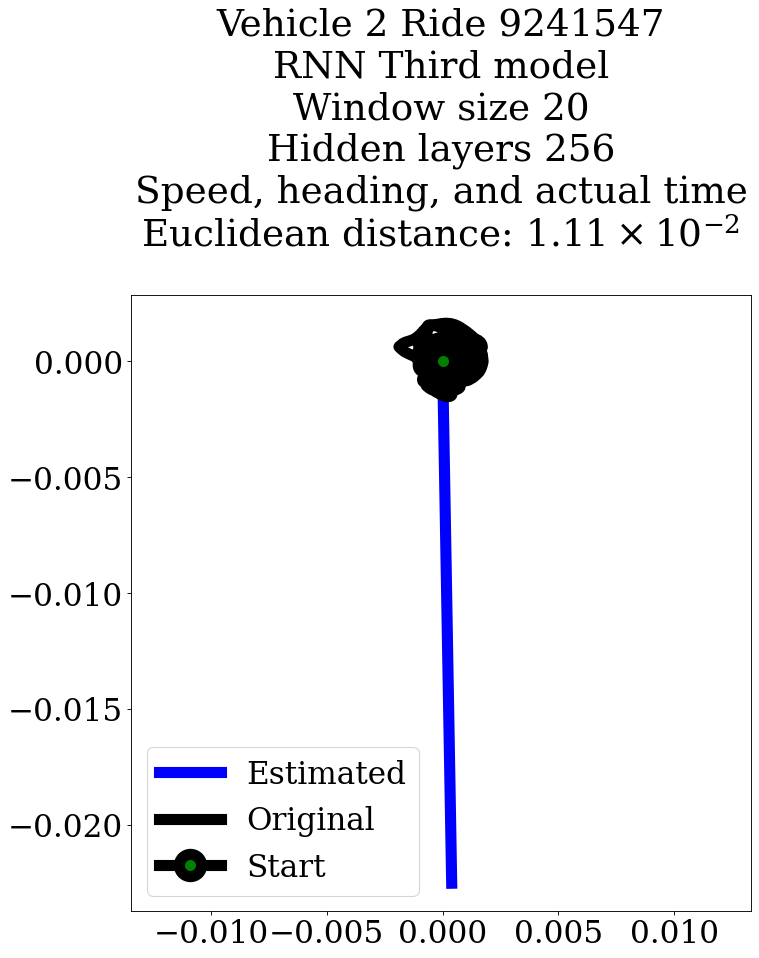 Vehicle 2 Ride 9241547
RNN Third model
Window size 20
Hidden layers 256
Speed, heading, and actual time
Euclidean distance: 1.11 × 10⁻²
0.000
−0.005
−0.010
−0.015
−0.020
Estimated
Original
Start
−0.010 −0.005 0.000 0.005 0.010